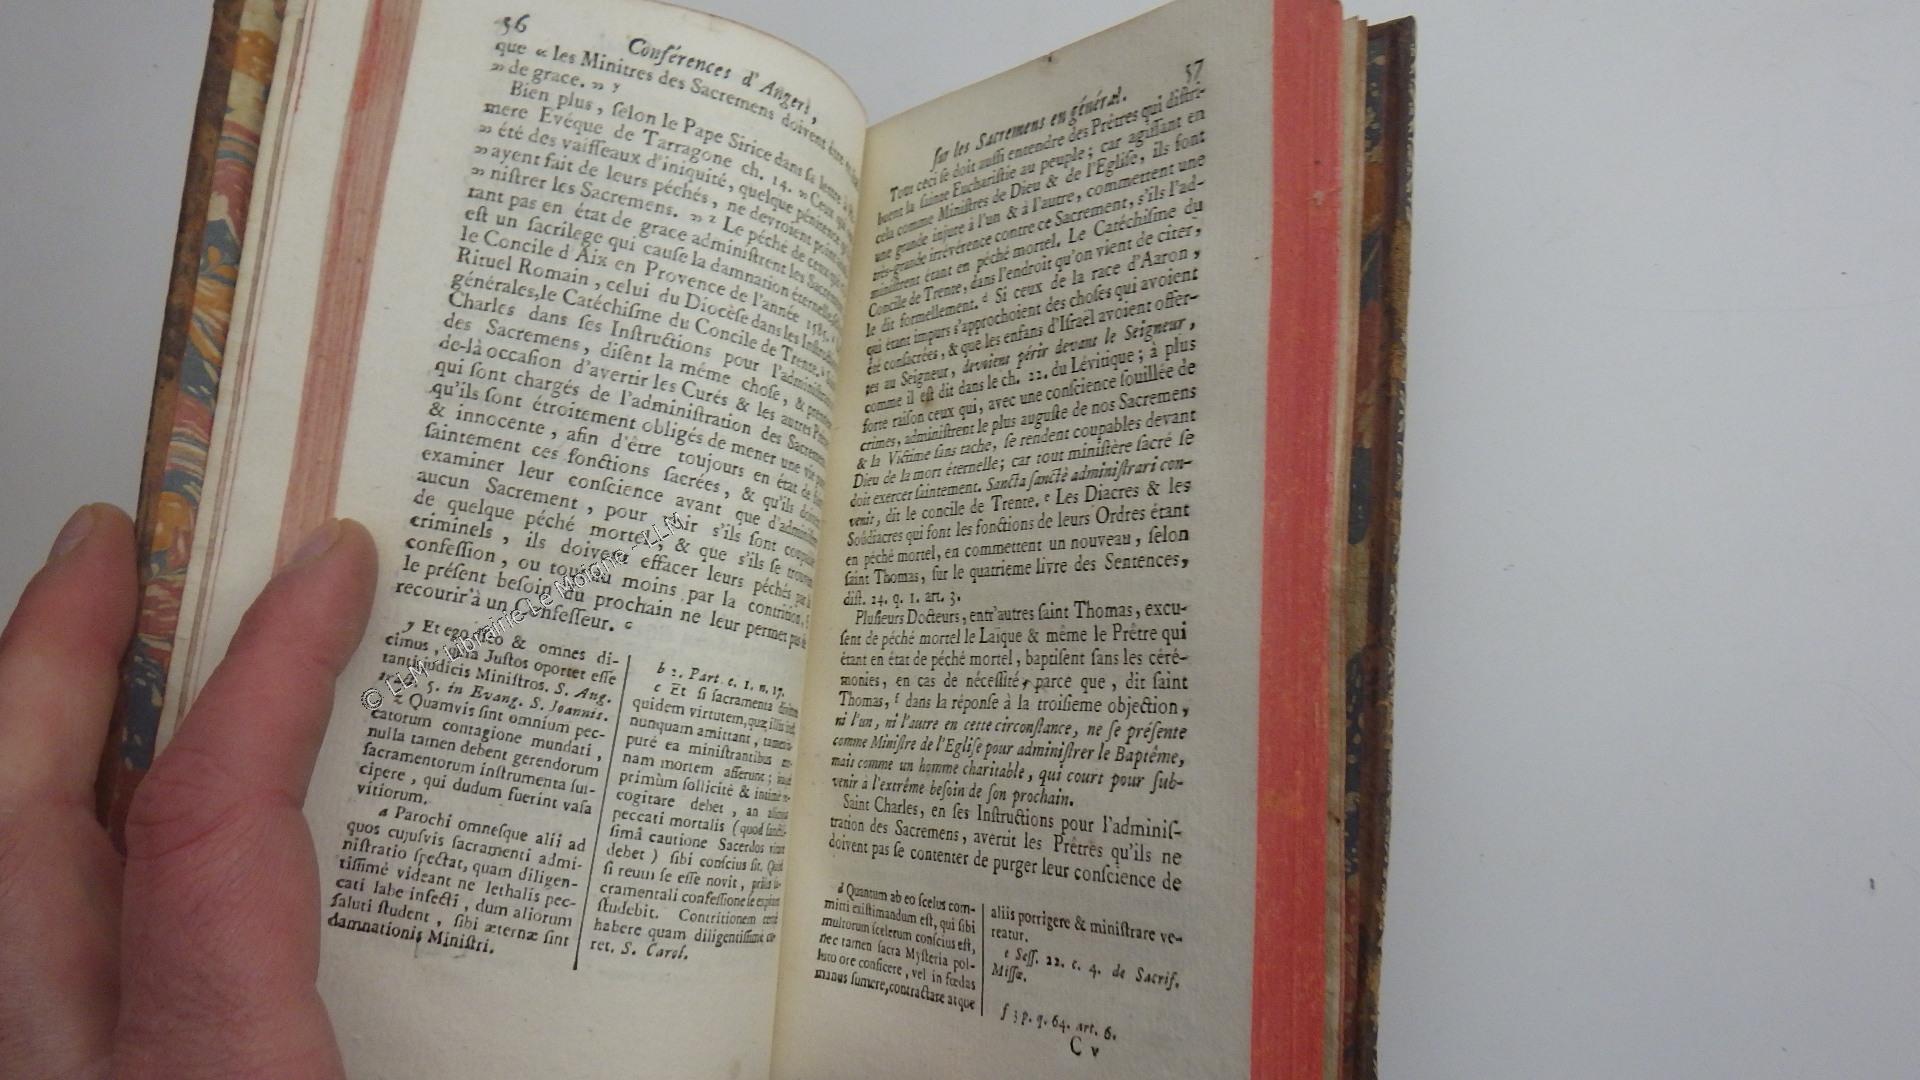 56
Conférences d'Angers,
que « les Minitres des Sacremens doivent être
» de grace. » y
Bien plus, ſelon le Pape Sirice dans ſa lettre à
mere Evéque de Tarragone ch. 14. » Ceux qui
» été des vaiſſeaux d'iniquité, quelque pénitence
» ayent fait de leurs péchés, ne devroient point
» niſtrer les Sacremens. » z Le péché de ceux qui
tant pas en état de grace adminiſtrent les Sacremens
eſt un ſacrilege qui cauſe la damnation éternelle.
le Concile d'Aix en Provence de l'année 1585.
Rituel Romain, celui du Diocèſe dans les
générales, le Catéchiſme du Concile de Trente.
Charles dans ſes Inſtructions pour l'adminiſtration
des Sacremens, diſent la même choſe, &
de-là occaſion d'avertir les Curés & les autres
qui ſont chargés de l'adminiſtration des Sacremens
qu'ils ſont étroitement obligés de mener une vie
& innocente, afin d'être toujours en état de
ſaintement ces fonctions ſacrées, & qu'ils doivent
examiner leur conſcience avant que d'adminiſtrer
aucun Sacrement, pour voir s'ils ſont coupables
de quelque péché mortel, & que s'ils ſe trouvent
criminels, ils doivent effacer leurs péchés par la
confeſſion, ou tout au moins par la contrition, ſi
le préſent beſoin du prochain ne leur permet pas de
recourir à un Confeſſeur. c
y Et ego dico & omnes di-
cimus, quia Juſtos oportet eſſe
tanti judicis Miniſtros. S. Aug.
5. in Evang. S. Joannis.
z Quamvis ſint omnium pec-
catorum contagione mundati,
nulla tamen debent gerendorum
ſacramentorum inſtrumenta ſuſ-
cipere, qui dudum fuerint vaſa
vitiorum.
a Parochi omneſque alii ad
quos cujuſvis ſacramenti admi-
niſtratio ſpectat, quam diligen-
tiſſimè videant ne lethalis pec-
cati labe infecti, dum aliorum
ſaluti ſtudent, ſibi æternæ ſint
damnationis Miniſtri.
b 2. Part. c. 1. n. 17.
c Et ſi ſacramenta divinam
quidem virtutem, quæ illis ineſt,
nunquam amittant, tamen
purè ea miniſtrantibus
nam mortem afferunt;
primùm ſollicitè & intimè
cogitare debet, an alicujus
peccati mortalis (quod
ſimâ cautione Sacerdos vitare
debet) ſibi conſcius ſit.
ſi reum ſe eſſe novit,
cramentali confeſſione
ſtudebit. Contritionem certè
habere quam diligentiſſimè cu-
ret. S. Carol.
57
ſur les Sacremens en général.
Tout ceci ſe doit auſſi entendre des Prêtres qui diſtri-
buent la ſainte Euchariſtie au peuple; car agiſſant en
cela comme Miniſtres de Dieu & de l'Egliſe, ils font
une grande injure à l'un & à l'autre, commettent une
très-grande irrévérence contre ce Sacrement, s'ils l'ad-
miniſtrent étant en péché mortel. Le Catéchiſme du
Concile de Trente, dans l'endroit qu'on vient de citer,
le dit formellement. d Si ceux de la race d'Aaron,
qui étant impurs s'approchoient des choſes qui avoient
été conſacrées, & que les enfans d'Iſraël avoient offer-
tes au Seigneur, devoient périr devant le Seigneur,
comme il eſt dit dans le ch. 22. du Lévitique; à plus
forte raiſon ceux qui, avec une conſcience ſouillée de
crimes, adminiſtrent le plus auguſte de nos Sacremens
& la Victime ſans tache, ſe rendent coupables devant
Dieu de la mort éternelle; car tout miniſtère ſacré ſe
doit exercer ſaintement. Sancta ſanctè adminiſtrari con-
venit, dit le concile de Trente. e Les Diacres & les
Soûdiacres qui font les fonctions de leurs Ordres étant
en péché mortel, en commettent un nouveau, ſelon
ſaint Thomas, ſur le quatrieme livre des Sentences,
diſt. 24. q. 1. art. 3.
Pluſieurs Docteurs, entr'autres ſaint Thomas, excu-
ſent de péché mortel le Laïque & même le Prêtre qui
étant en état de péché mortel, baptiſent ſans les céré-
monies, en cas de néceſſité, parce que, dit ſaint
Thomas, f dans la réponſe à la troiſieme objection,
ni l'un, ni l'autre en cette circonſtance, ne ſe préſente
comme Miniſtre de l'Egliſe pour adminiſtrer le Baptême,
mais comme un homme charitable, qui court pour ſub-
venir à l'extrême beſoin de ſon prochain.
Saint Charles, en ſes Inſtructions pour l'adminiſ-
tration des Sacremens, avertit les Prêtres qu'ils ne
doivent pas ſe contenter de purger leur conſcience de
d Quantum ab eo ſcelus com-
mitti exiſtimandum eſt, qui ſibi
multorum ſcelerum conſcius eſt,
nec tamen ſacra Myſteria pol-
luto ore conficere, vel in fœdas
manus ſumere, contractare atque
aliis porrigere & miniſtrare ve-
reatur.
e Seſſ. 22. c. 4. de Sacrif.
Miſſæ.
f 3 p. q. 64. art. 6.
C v
© LLM - Librairie Le Moigne - LLM